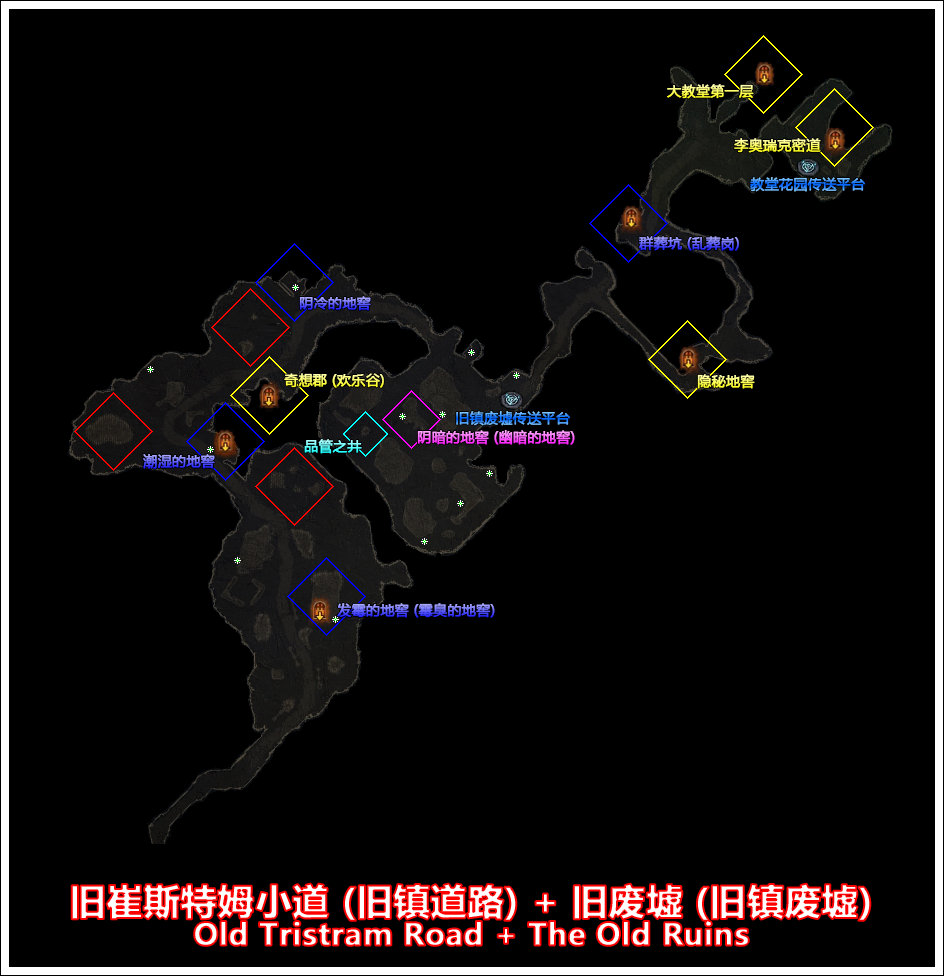 大教堂第一层
李奥瑞克密道
教堂花园传送平台
群葬坑 (乱葬岗)
阴冷的地窖
隐秘地窖
奇想郡 (欢乐谷)
旧镇废墟传送平台
阴暗的地窖 (幽暗的地窖)
品管之井
潮湿的地窖
发霉的地窖 (霉臭的地窖)
旧崔斯特姆小道 (旧镇道路) + 旧废墟 (旧镇废墟)
Old Tristram Road + The Old Ruins